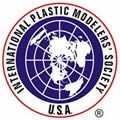 INTERNATIONAL PLASTIC MODELERS' SOCIETY
U.S.A.
®